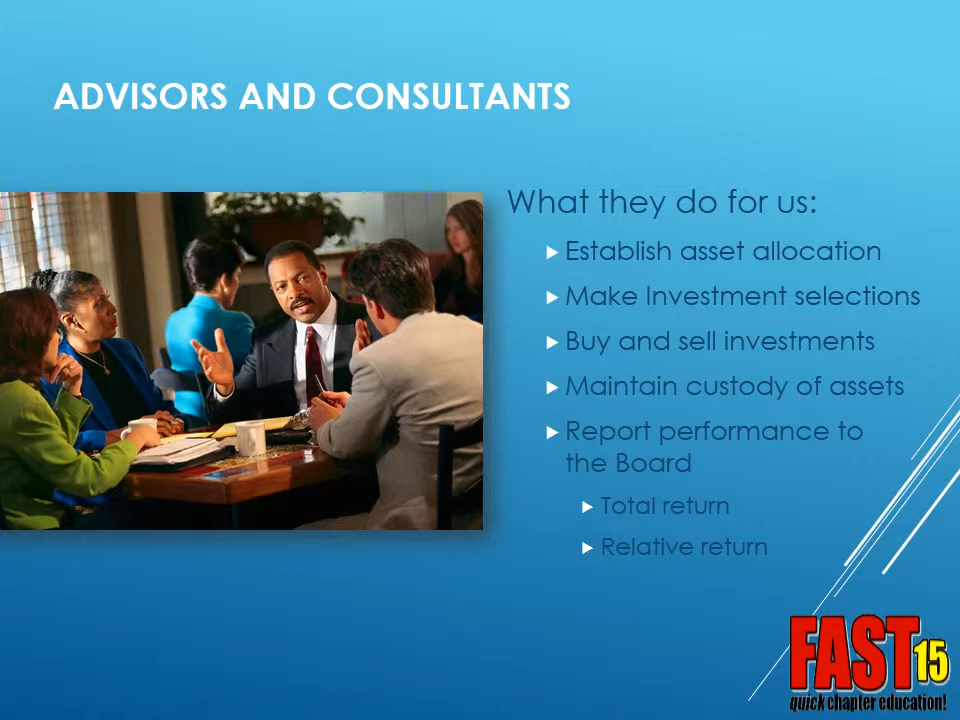 ADVISORS AND CONSULTANTS
What they do for us:
Establish asset allocation
Make Investment selections
Buy and sell investments
Maintain custody of assets
Report performance to
the Board
Total return
Relative return
FAST15
quick chapter education!